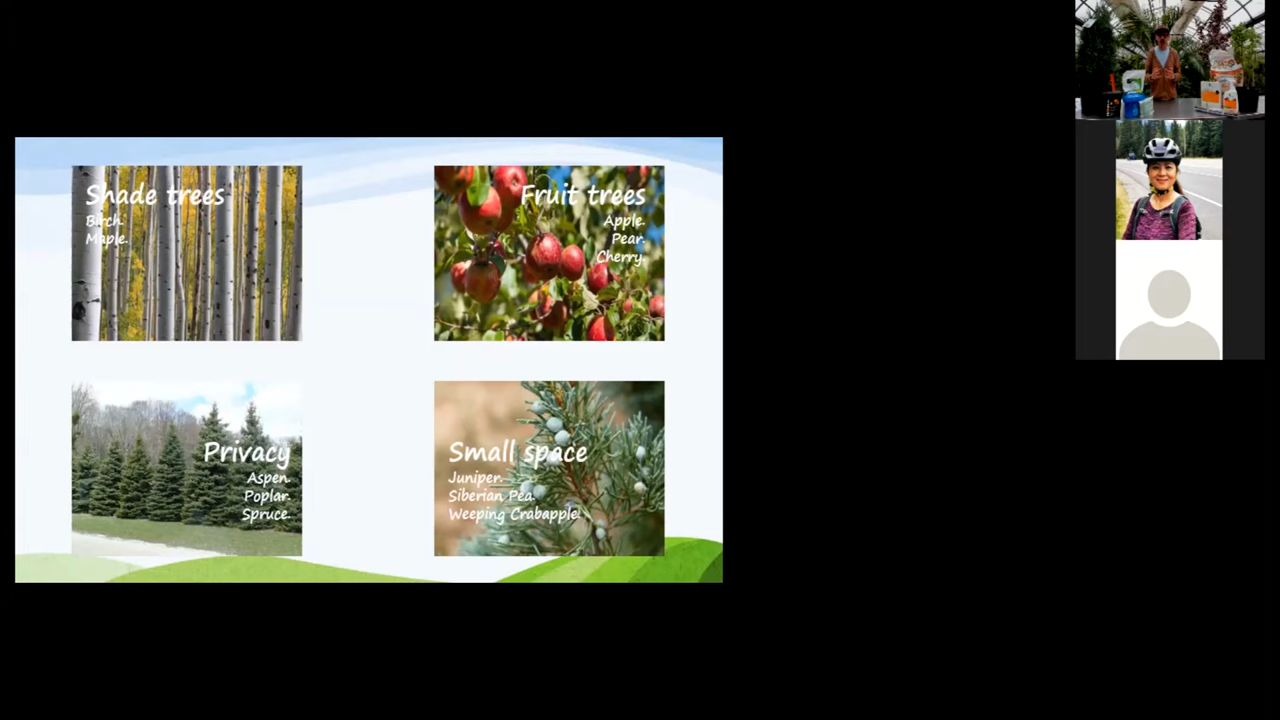 Shade trees
Birch.
Maple.
Fruit trees
Apple.
Pear.
Cherry.
Privacy
Aspen.
Poplar.
Spruce.
Small space
Juniper.
Siberian Pea.
Weeping Crabapple.